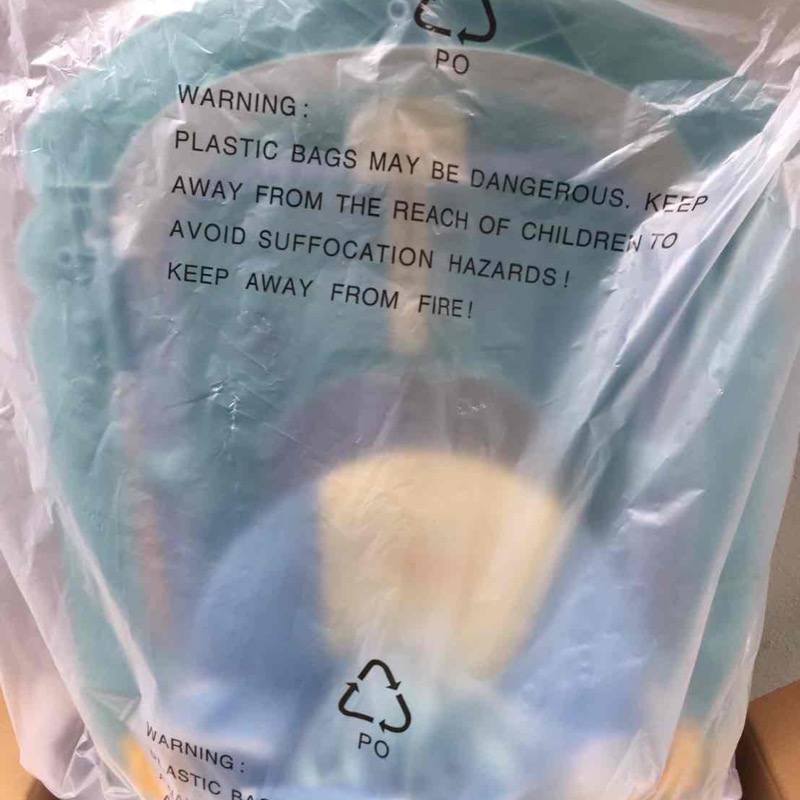 PO
WARNING:
PLASTIC BAGS MAY BE DANGEROUS. KEEP
AWAY FROM THE REACH OF CHILDREN TO
AVOID SUFFOCATION HAZARDS!
KEEP AWAY FROM FIRE!
PO
WARNING:
PLASTIC